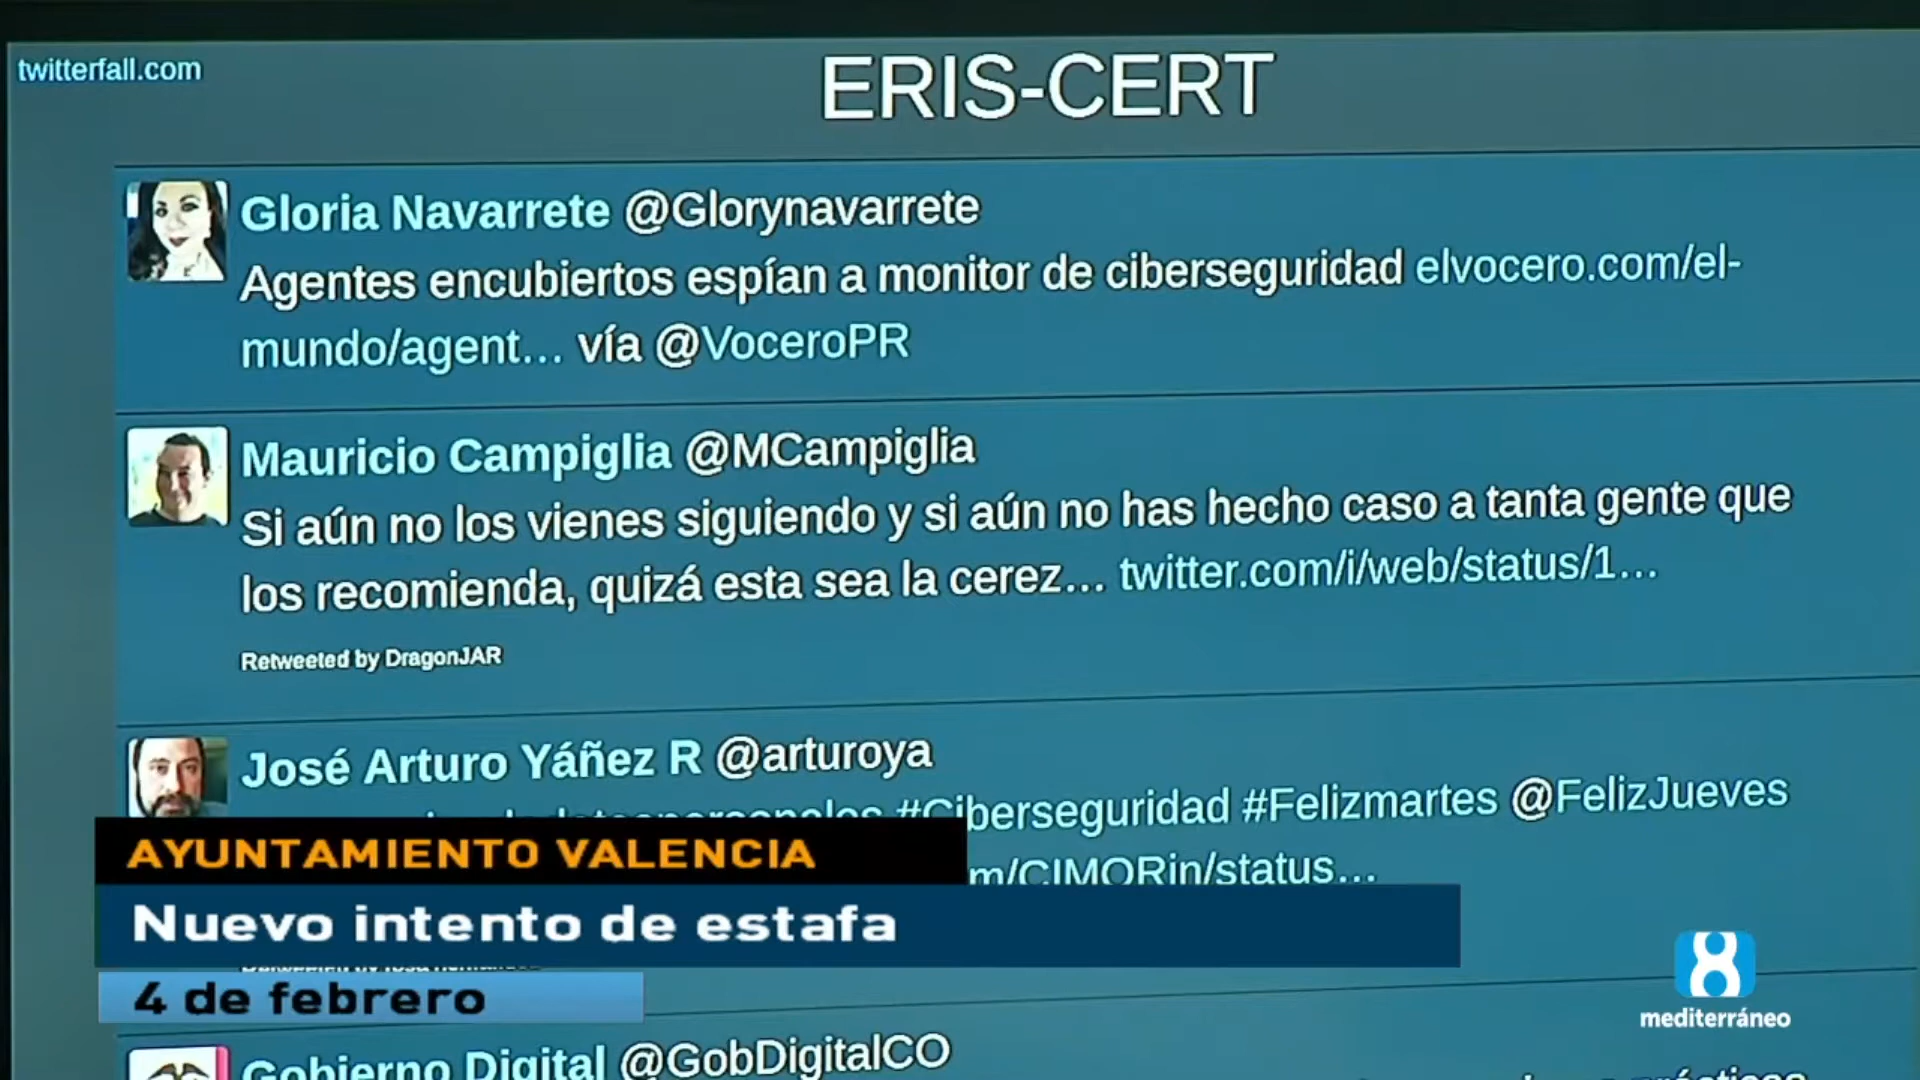 twitterfall.com
ERIS-CERT
Gloria Navarrete @Glorynavarrete
Agentes encubiertos espían a monitor de ciberseguridad elvocero.com/el-
mundo/agent... vía @VoceroPR
Mauricio Campiglia @MCampiglia
Si aún no los vienes siguiendo y si aún no has hecho caso a tanta gente que
los recomienda, quizá esta sea la cerez... twitter.com/i/web/status/1...
Retweeted by DragonJAR
José Arturo Yáñez R @arturoya
#Ciberseguridad #Felizmartes @FelizJueves
m/CIMORin/status...
AYUNTAMIENTO VALENCIA
Nuevo intento de estafa
4 de febrero
Gobierno Digital @GobDigitalCO
8
mediterráneo